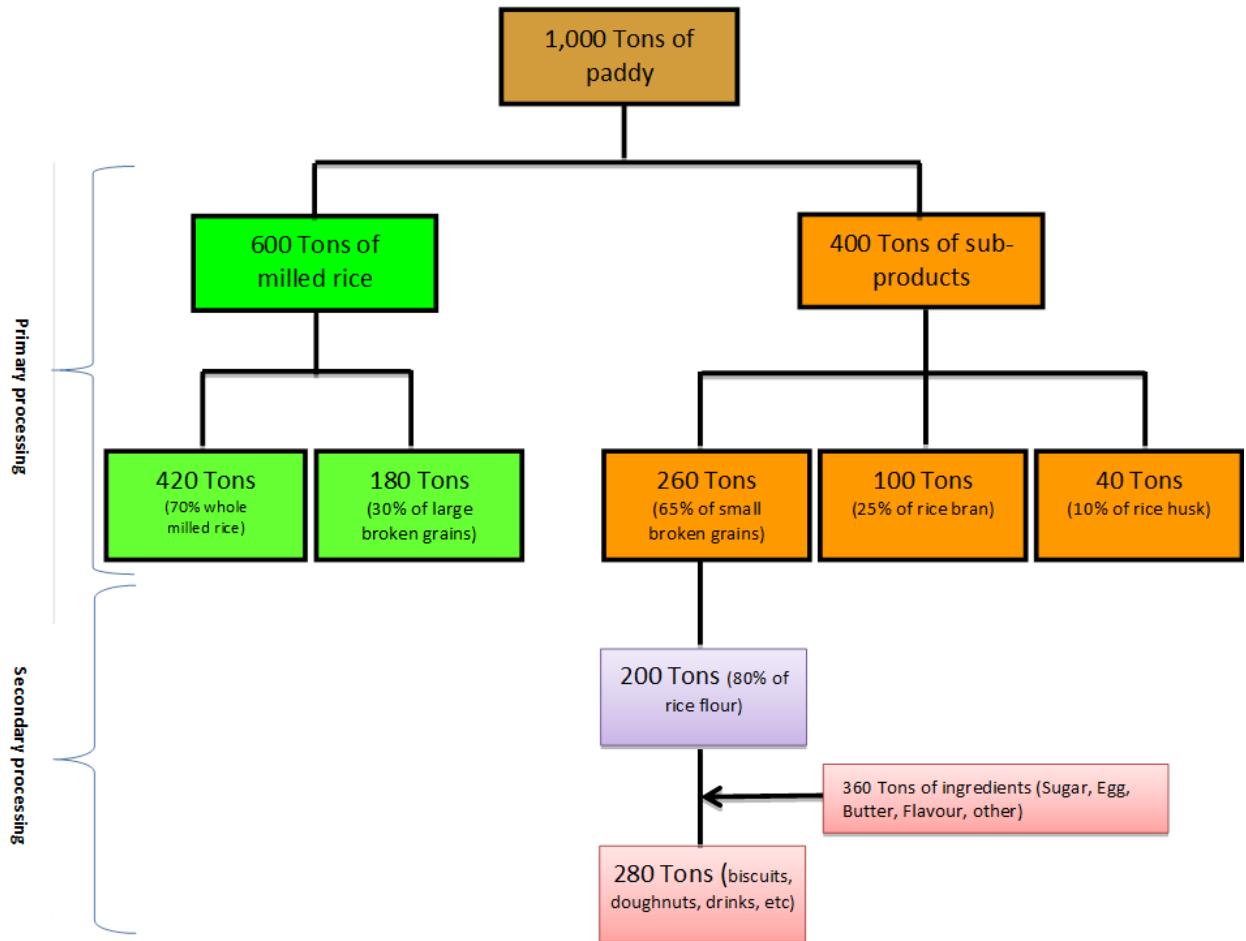 1,000 Tons of
paddy
Primary processing
600 Tons of
milled rice
400 Tons of sub-
products
420 Tons
(70% whole
milled rice)
180 Tons
(30% of large
broken grains)
260 Tons
(65% of small
broken grains)
100 Tons
(25% of rice bran)
40 Tons
(10% of rice husk)
Secondary processing
200 Tons (80% of
rice flour)
360 Tons of ingredients (Sugar, Egg,
Butter, Flavour, other)
280 Tons (biscuits,
doughnuts, drinks, etc)